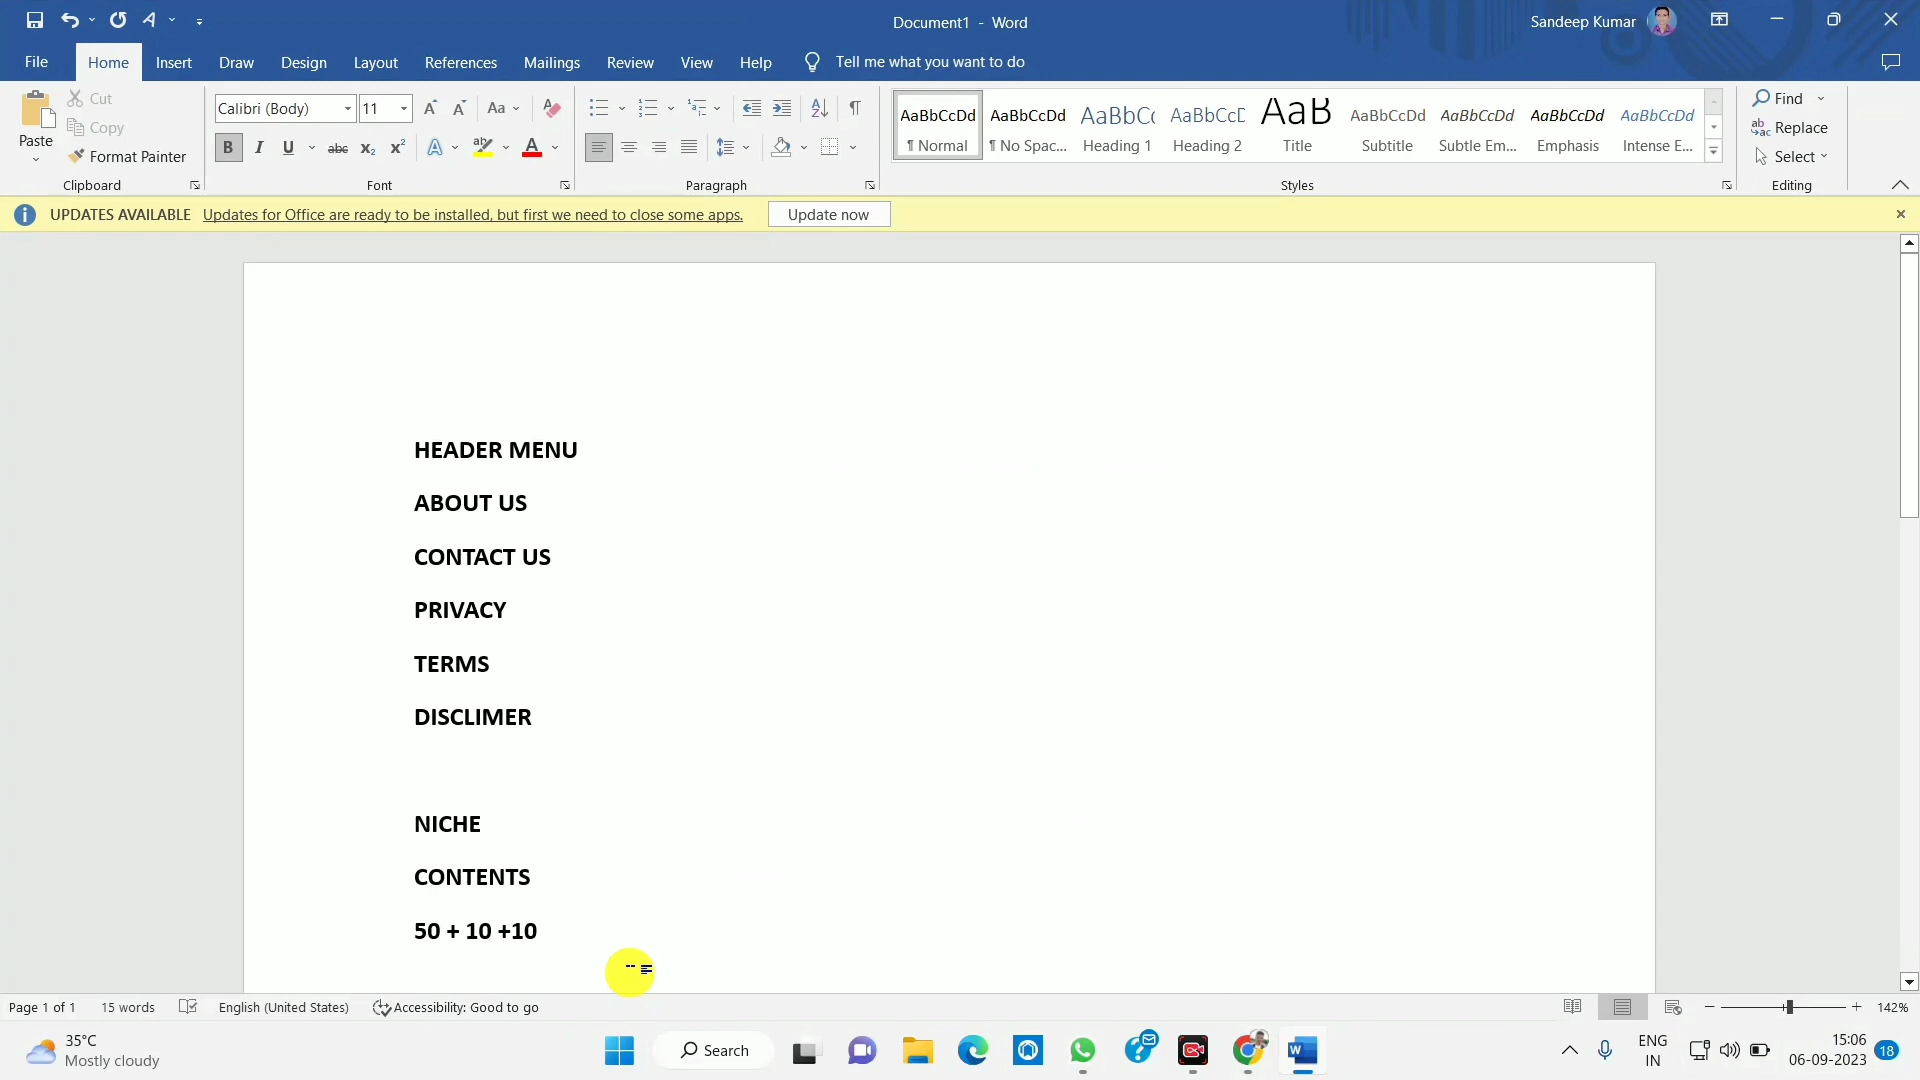 Document1 - Word
Sandeep Kumar
File Home Insert Draw Design Layout References Mailings Review View Help Tell me what you want to do
Paste
Cut
Copy
Format Painter
Clipboard
Calibri (Body) 11
Font
Paragraph
AaBbCcDd AaBbCcDd AaBbCc AaBbCcE AaB AaBbCcDd AaBbCcDd AaBbCcDd AaBbCcDd
¶ Normal ¶ No Spac... Heading 1 Heading 2 Title Subtitle Subtle Em... Emphasis Intense E...
Styles
Find
Replace
Select
Editing
UPDATES AVAILABLE Updates for Office are ready to be installed, but first we need to close some apps. Update now
HEADER MENU
ABOUT US
CONTACT US
PRIVACY
TERMS
DISCLIMER
NICHE
CONTENTS
50 + 10 +10
Page 1 of 1 15 words English (United States) Accessibility: Good to go 142%
35°C
Mostly cloudy
Search
ENG
IN
15:06
06-09-2023
18